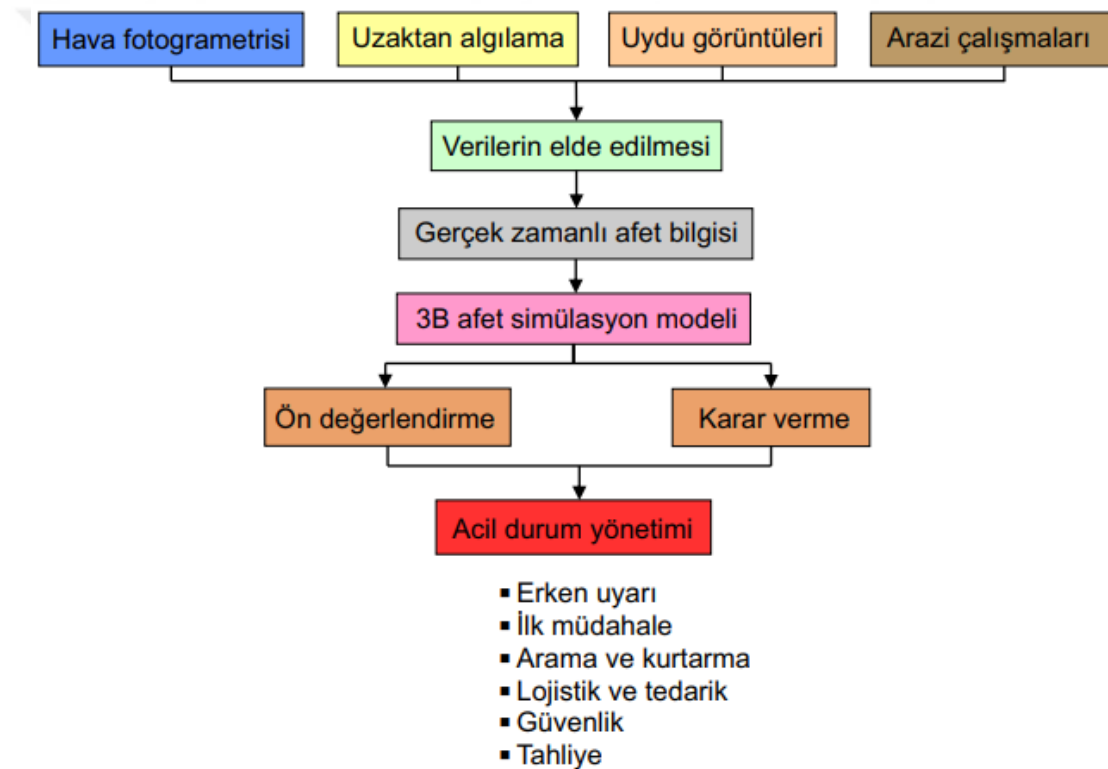 Hava fotogrametrisi
Uzaktan algılama
Uydu görüntüleri
Arazi çalışmaları
Verilerin elde edilmesi
Gerçek zamanlı afet bilgisi
3B afet simülasyon modeli
Ön değerlendirme
Karar verme
Acil durum yönetimi
▪ Erken uyarı
▪ İlk müdahale
▪ Arama ve kurtarma
▪ Lojistik ve tedarik
▪ Güvenlik
▪ Tahliye